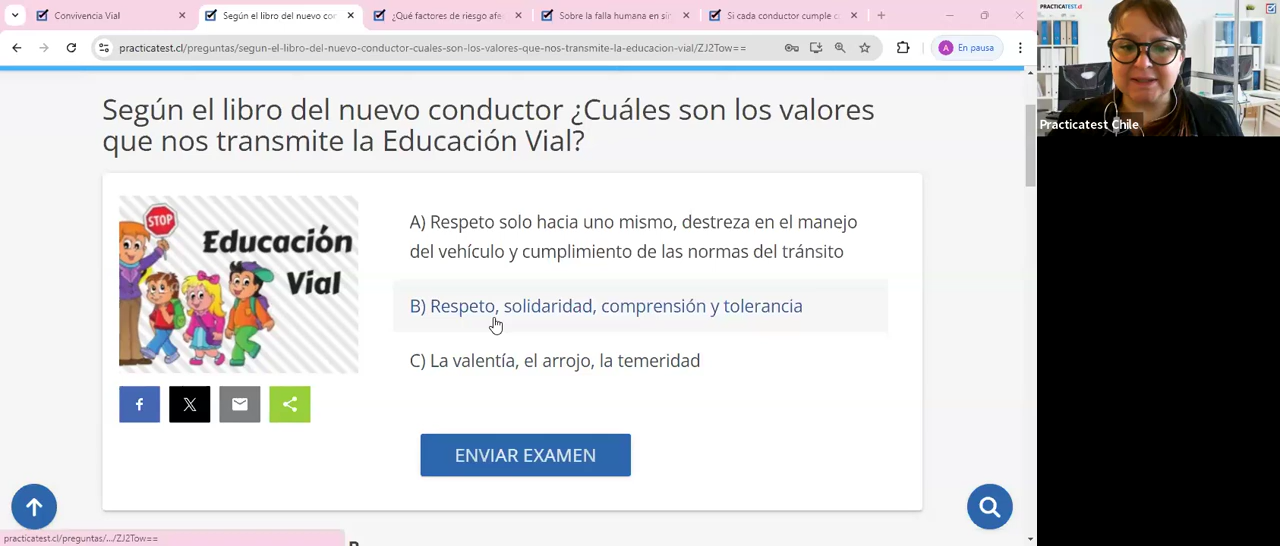 Convivencia Vial
Según el libro del nuevo con
¿Qué factores de riesgo afe
Sobre la falla humana en sin
Si cada conductor cumple c
practicatest.cl/preguntas/segun-el-libro-del-nuevo-conductor-cuales-son-los-valores-que-nos-transmite-la-educacion-vial/ZJ2Tow==
A
En pausa
PRACTICATEST.cl
Practicatest Chile
Según el libro del nuevo conductor ¿Cuáles son los valores
que nos transmite la Educación Vial?
STOP
Educación
Vial
A) Respeto solo hacia uno mismo, destreza en el manejo
del vehículo y cumplimiento de las normas del tránsito
B) Respeto, solidaridad, comprensión y tolerancia
C) La valentía, el arrojo, la temeridad
ENVIAR EXAMEN
practicatest.cl/preguntas/.../ZJ2Tow==